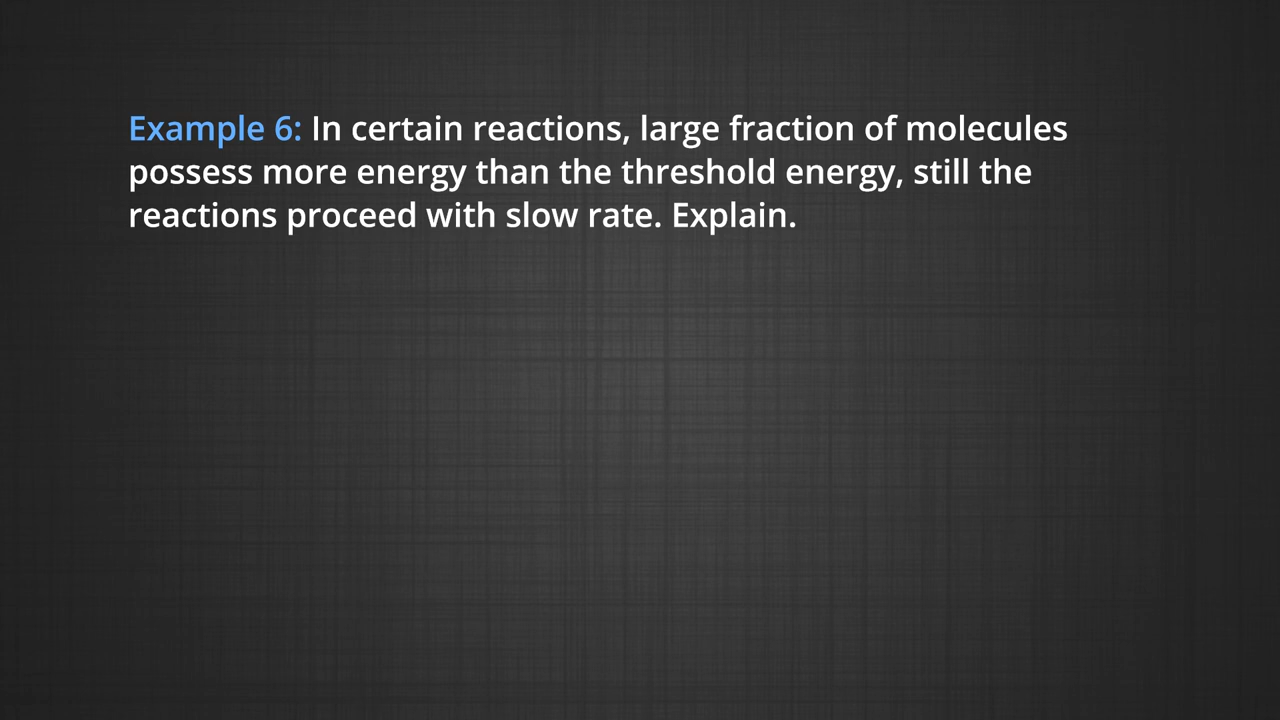 Example 6: In certain reactions, large fraction of molecules
possess more energy than the threshold energy, still the
reactions proceed with slow rate. Explain.